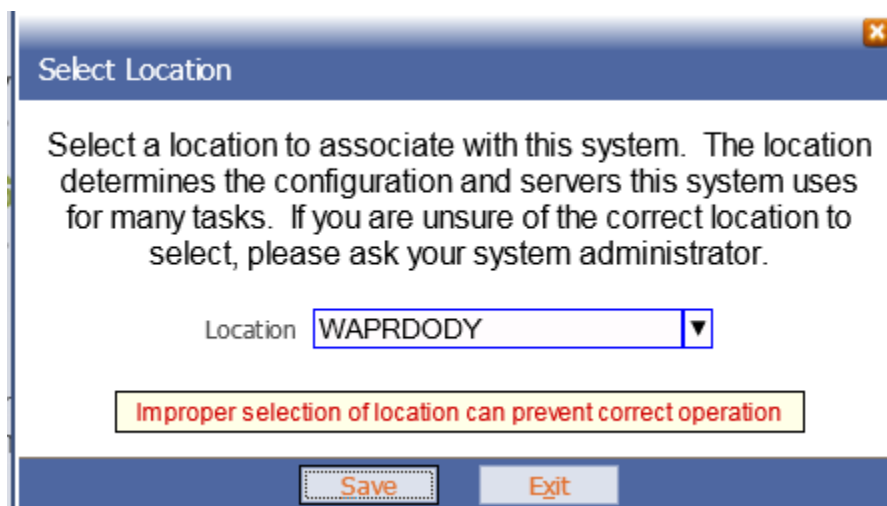 Select Location
Select a location to associate with this system.  The location
determines the configuration and servers this system uses
for many tasks.  If you are unsure of the correct location to
select, please ask your system administrator.
Location WAPRDODY
Improper selection of location can prevent correct operation
Save Exit